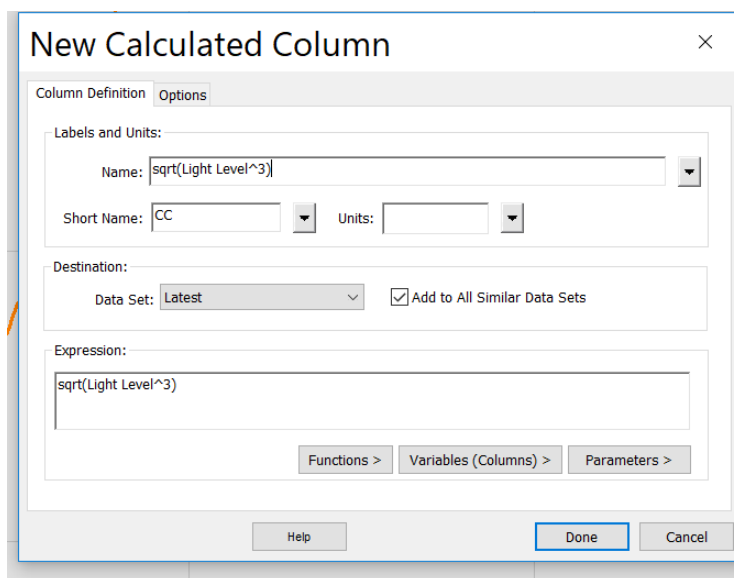 New Calculated Column
Column Definition Options
Labels and Units:
Name: sqrt(Light Level^3)
Short Name: CC Units:
Destination:
Data Set: Latest Add to All Similar Data Sets
Expression:
sqrt(Light Level^3)
Functions > Variables (Columns) > Parameters >
Help Done Cancel